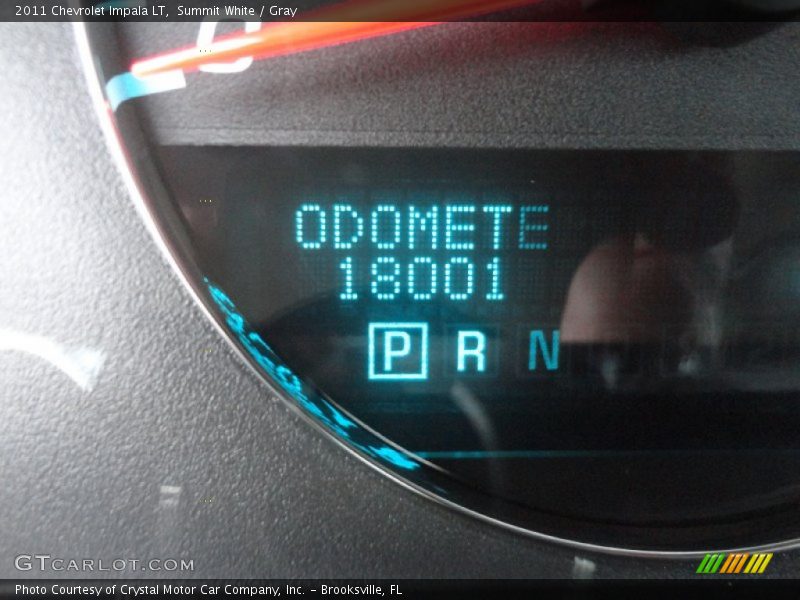 2011 Chevrolet Impala LT, Summit White / Gray
C
ODOMETE
18001
P R N
GTCARLOT.COM
Photo Courtesy of Crystal Motor Car Company, Inc. – Brooksville, FL